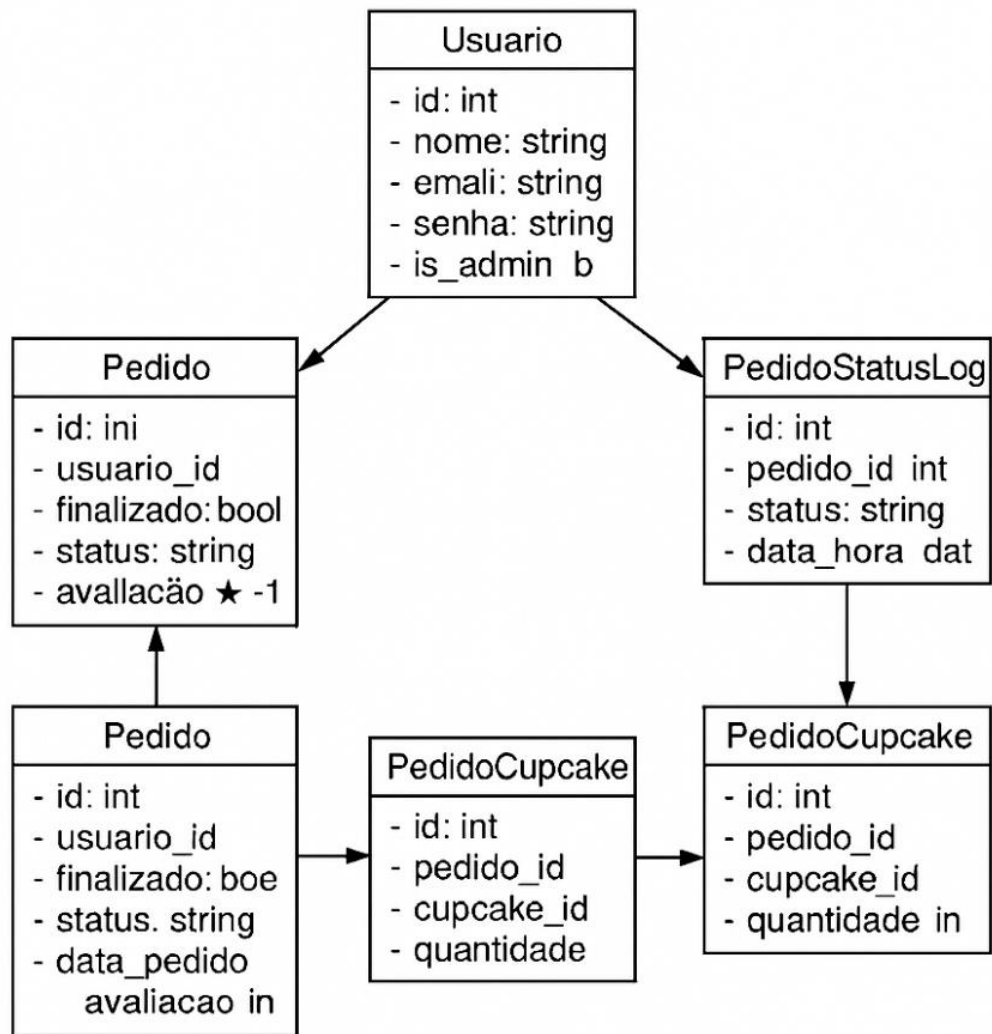 Usuario
- id: int
- nome: string
- emali: string
- senha: string
- is_admin b
Pedido
- id: ini
- usuario_id
- finalizado: bool
- status: string
- avallacäo ★ -1
PedidoStatusLog
- id: int
- pedido_id int
- status: string
- data_hora dat
Pedido
- id: int
- usuario_id
- finalizado: boe
- status. string
- data_pedido
avaliacao in
PedidoCupcake
- id: int
- pedido_id
- cupcake_id
- quantidade
PedidoCupcake
- id: int
- pedido_id
- cupcake_id
- quantidade in